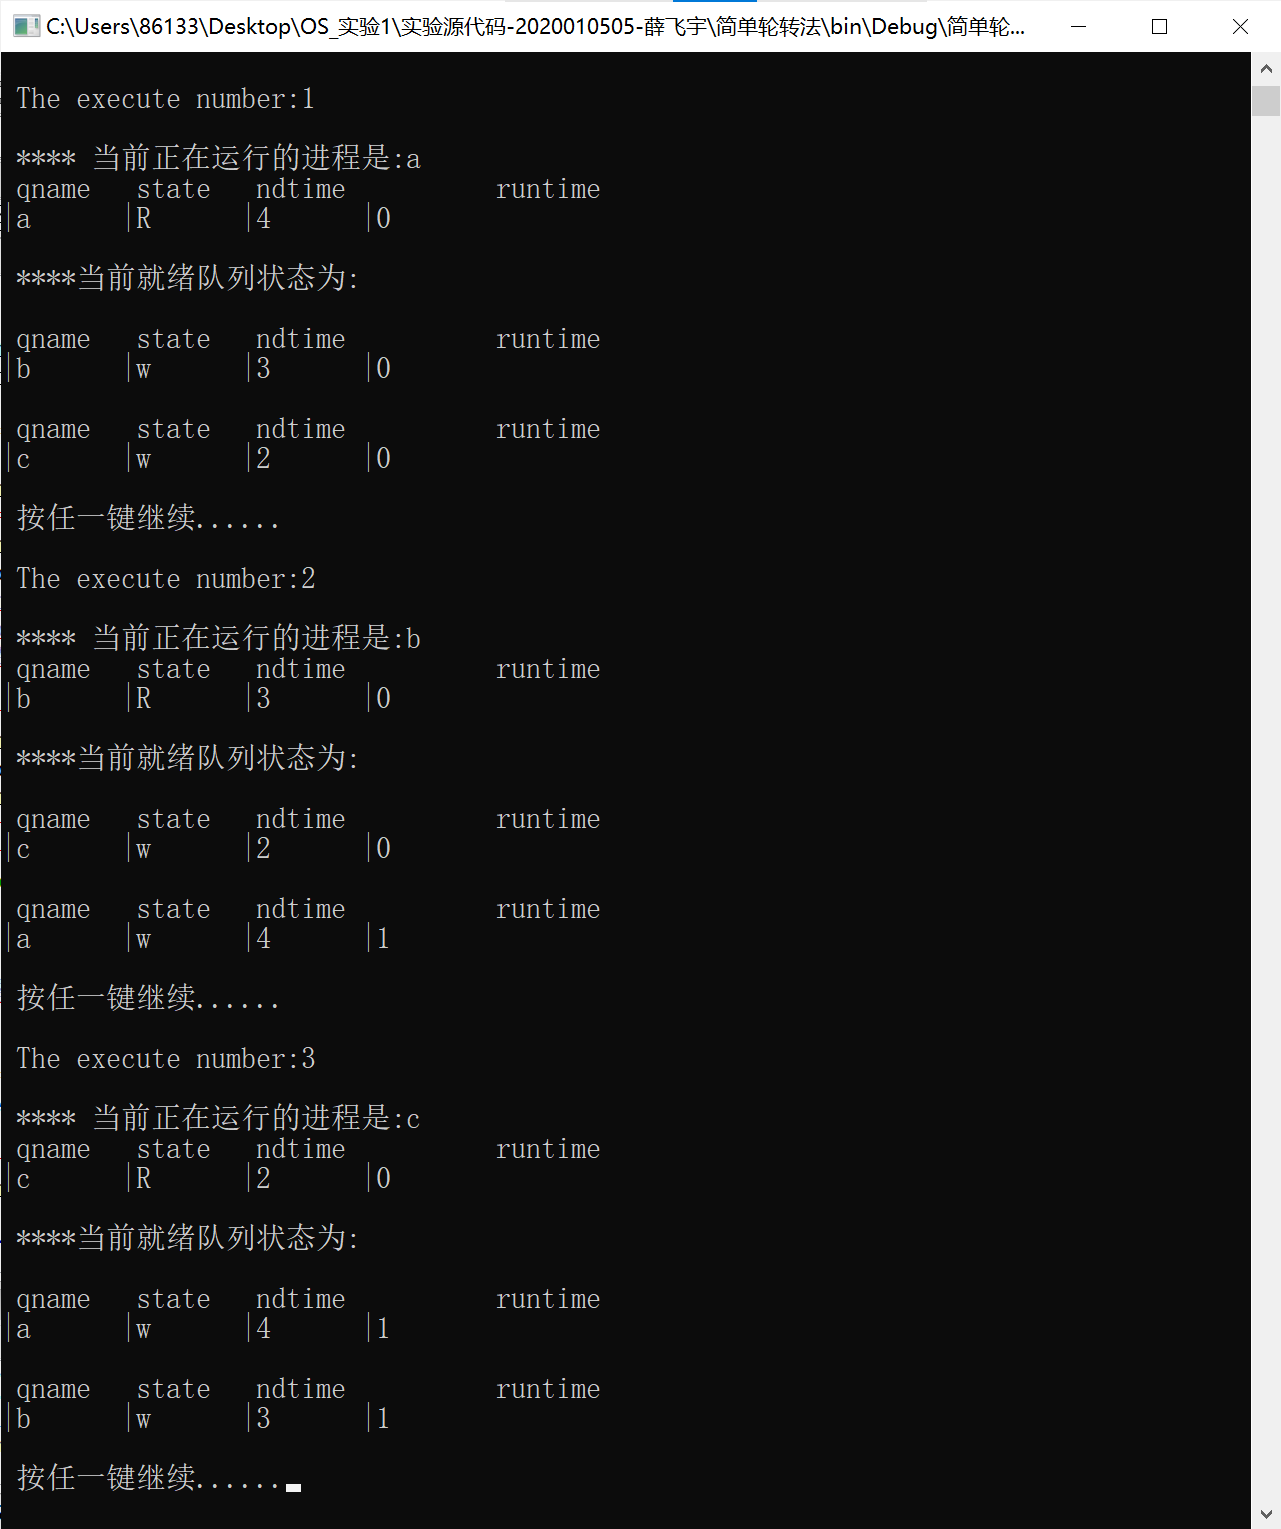 C:\Users\86133\Desktop\OS_实验1\实验源代码-2020010505-薛飞宇\简单轮转法\bin\Debug\简单轮...
The execute number:1
**** 当前正在运行的进程是:a
qname state ndtime runtime
|a |R |4 |0
****当前就绪队列状态为:
qname state ndtime runtime
|b |w |3 |0
qname state ndtime runtime
|c |w |2 |0
按任一键继续......
The execute number:2
**** 当前正在运行的进程是:b
qname state ndtime runtime
|b |R |3 |0
****当前就绪队列状态为:
qname state ndtime runtime
|c |w |2 |0
qname state ndtime runtime
|a |w |4 |1
按任一键继续......
The execute number:3
**** 当前正在运行的进程是:c
qname state ndtime runtime
|c |R |2 |0
****当前就绪队列状态为:
qname state ndtime runtime
|a |w |4 |1
qname state ndtime runtime
|b |w |3 |1
按任一键继续......